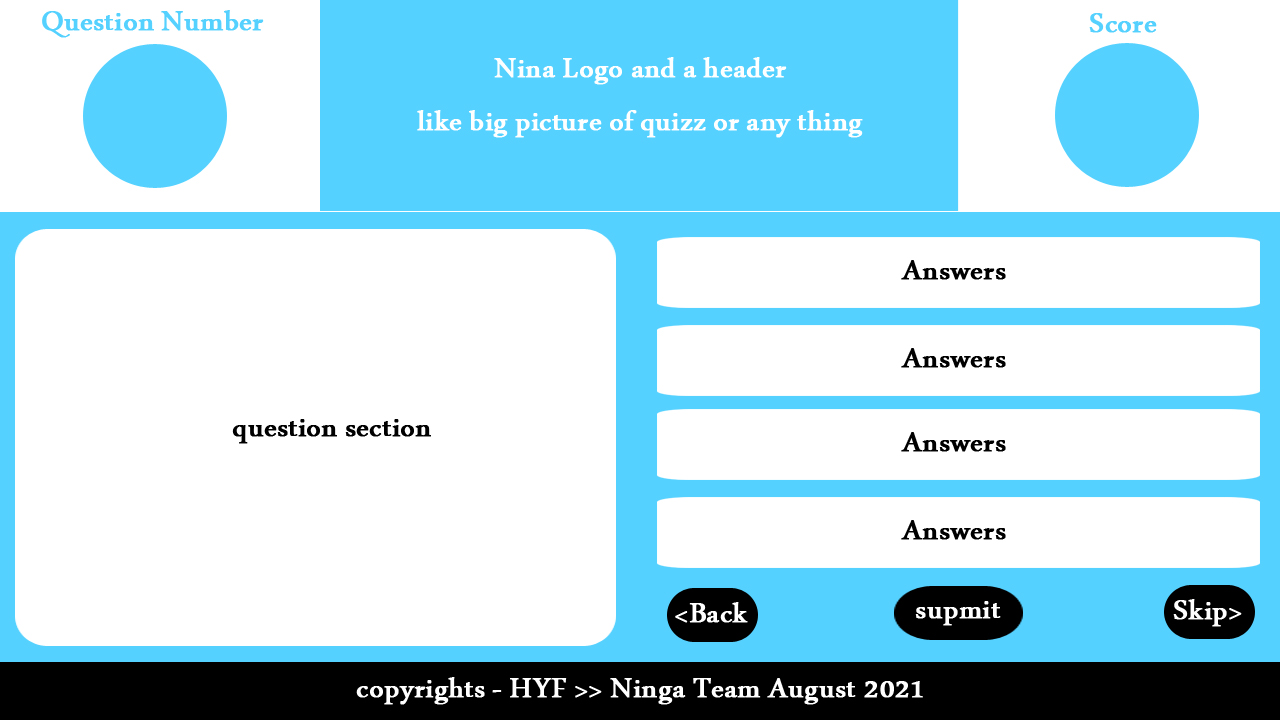 Question Number
Nina Logo and a header
like big picture of quizz or any thing
Score
question section
Answers
Answers
Answers
Answers
<Back
supmit
Skip>
copyrights - HYF >> Ninga Team August 2021